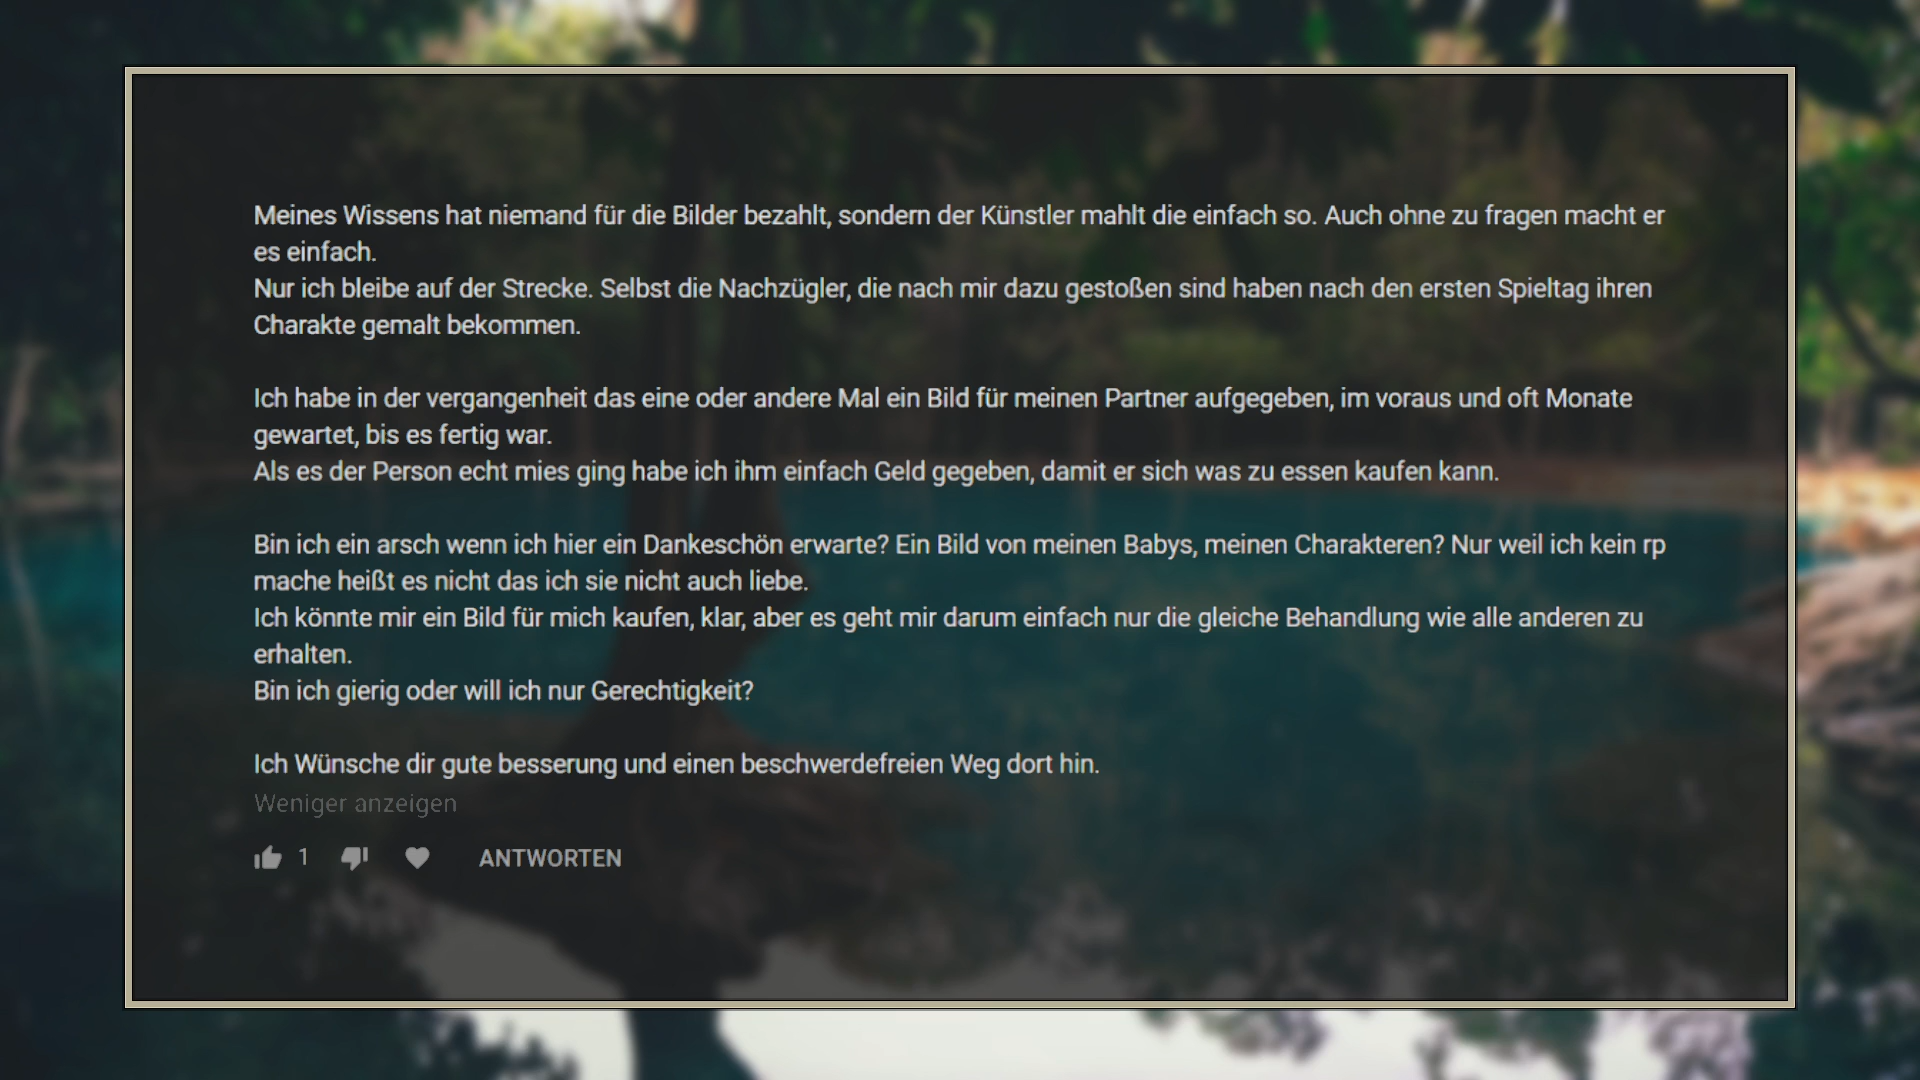 Meines Wissens hat niemand für die Bilder bezahlt, sondern der Künstler mahlt die einfach so. Auch ohne zu fragen macht er
es einfach.
Nur ich bleibe auf der Strecke. Selbst die Nachzügler, die nach mir dazu gestoßen sind haben nach den ersten Spieltag ihren
Charakte gemalt bekommen.
Ich habe in der vergangenheit das eine oder andere Mal ein Bild für meinen Partner aufgegeben, im voraus und oft Monate
gewartet, bis es fertig war.
Als es der Person echt mies ging habe ich ihm einfach Geld gegeben, damit er sich was zu essen kaufen kann.
Bin ich ein arsch wenn ich hier ein Dankeschön erwarte? Ein Bild von meinen Babys, meinen Charakteren? Nur weil ich kein rp
mache heißt es nicht das ich sie nicht auch liebe.
Ich könnte mir ein Bild für mich kaufen, klar, aber es geht mir darum einfach nur die gleiche Behandlung wie alle anderen zu
erhalten.
Bin ich gierig oder will ich nur Gerechtigkeit?
Ich Wünsche dir gute besserung und einen beschwerdefreien Weg dort hin.
Weniger anzeigen
1 ANTWORTEN